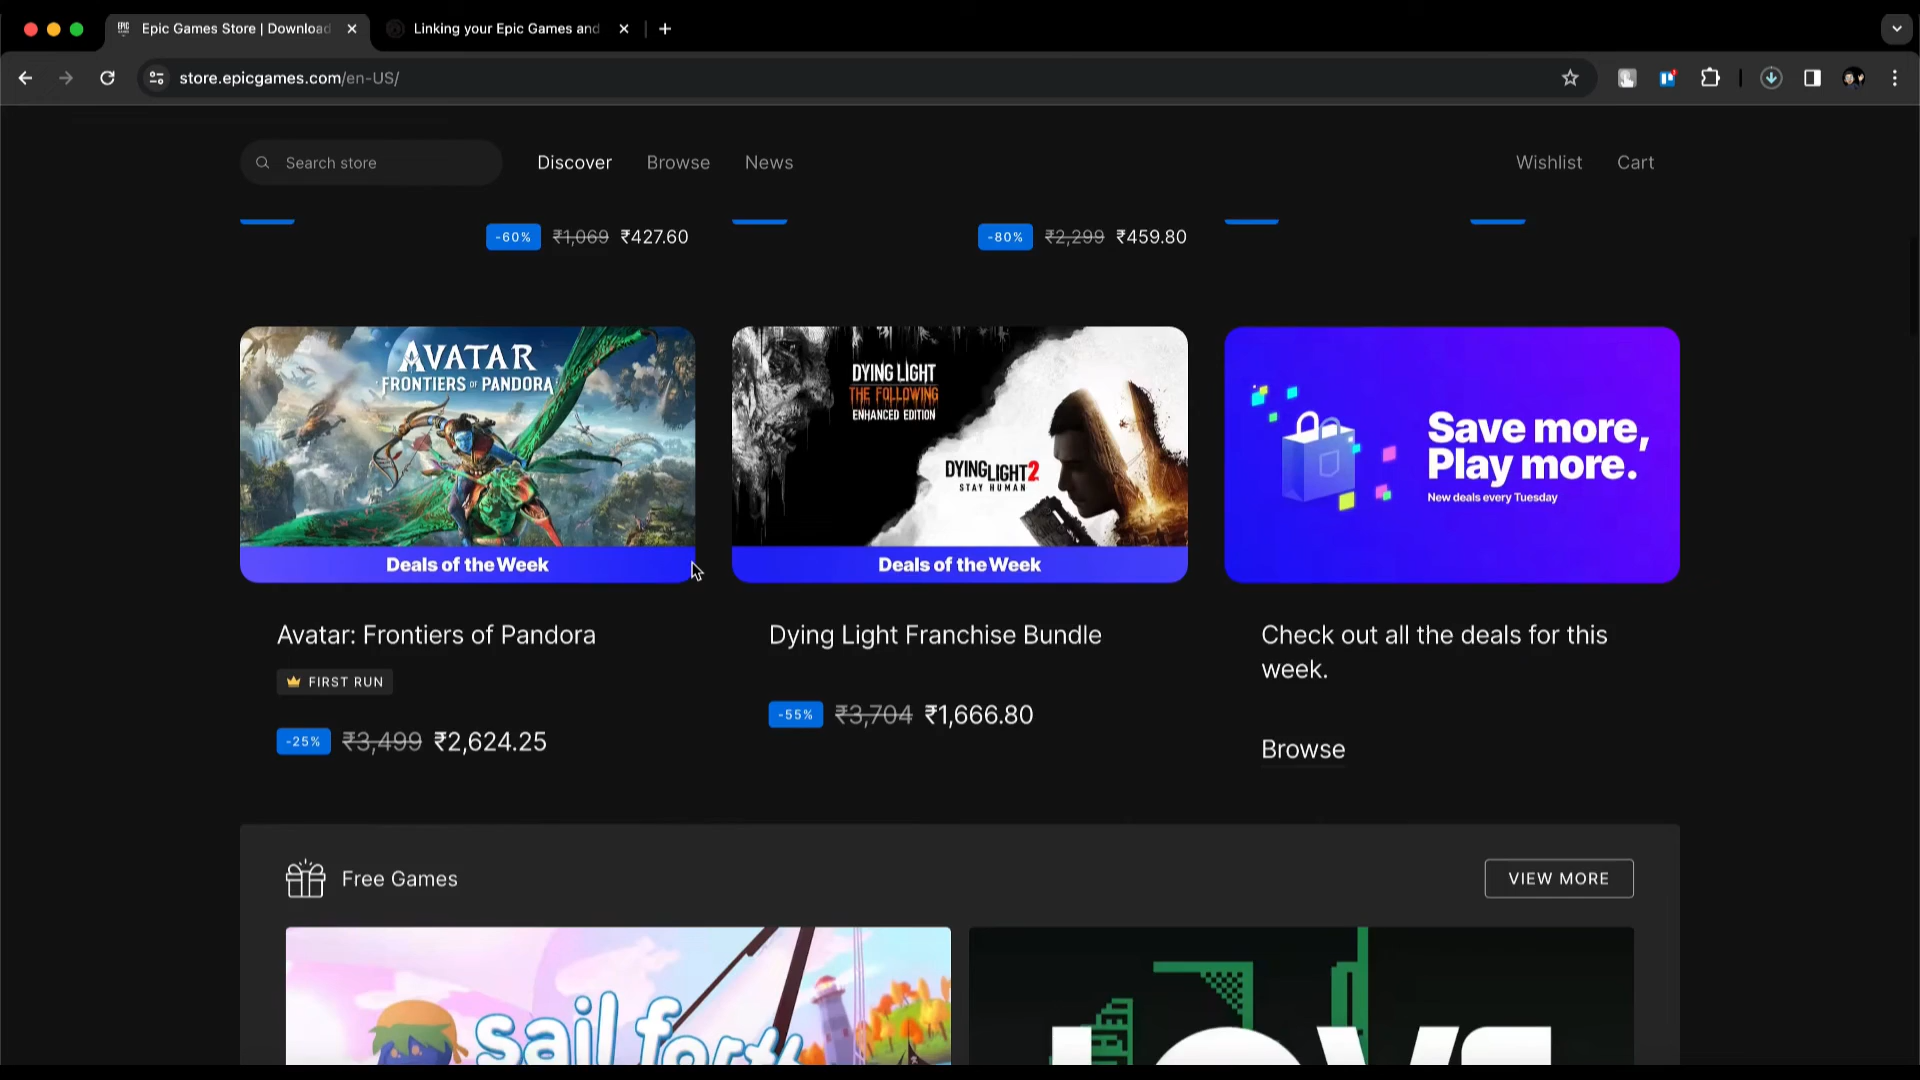 Epic Games Store | Download
Linking your Epic Games and
store.epicgames.com/en-US/
Search store
Discover
Browse
News
Wishlist
Cart
-60% ₹1,069 ₹427.60
-80% ₹2,299 ₹459.80
AVATAR
FRONTIERS OF PANDORA
Deals of the Week
DYING LIGHT
THE FOLLOWING
ENHANCED EDITION
DYING LIGHT 2
STAY HUMAN
Deals of the Week
Save more,
Play more.
New deals every Tuesday
Avatar: Frontiers of Pandora
FIRST RUN
-25% ₹3,499 ₹2,624.25
Dying Light Franchise Bundle
-55% ₹3,704 ₹1,666.80
Check out all the deals for this
week.
Browse
Free Games
VIEW MORE
sail forth